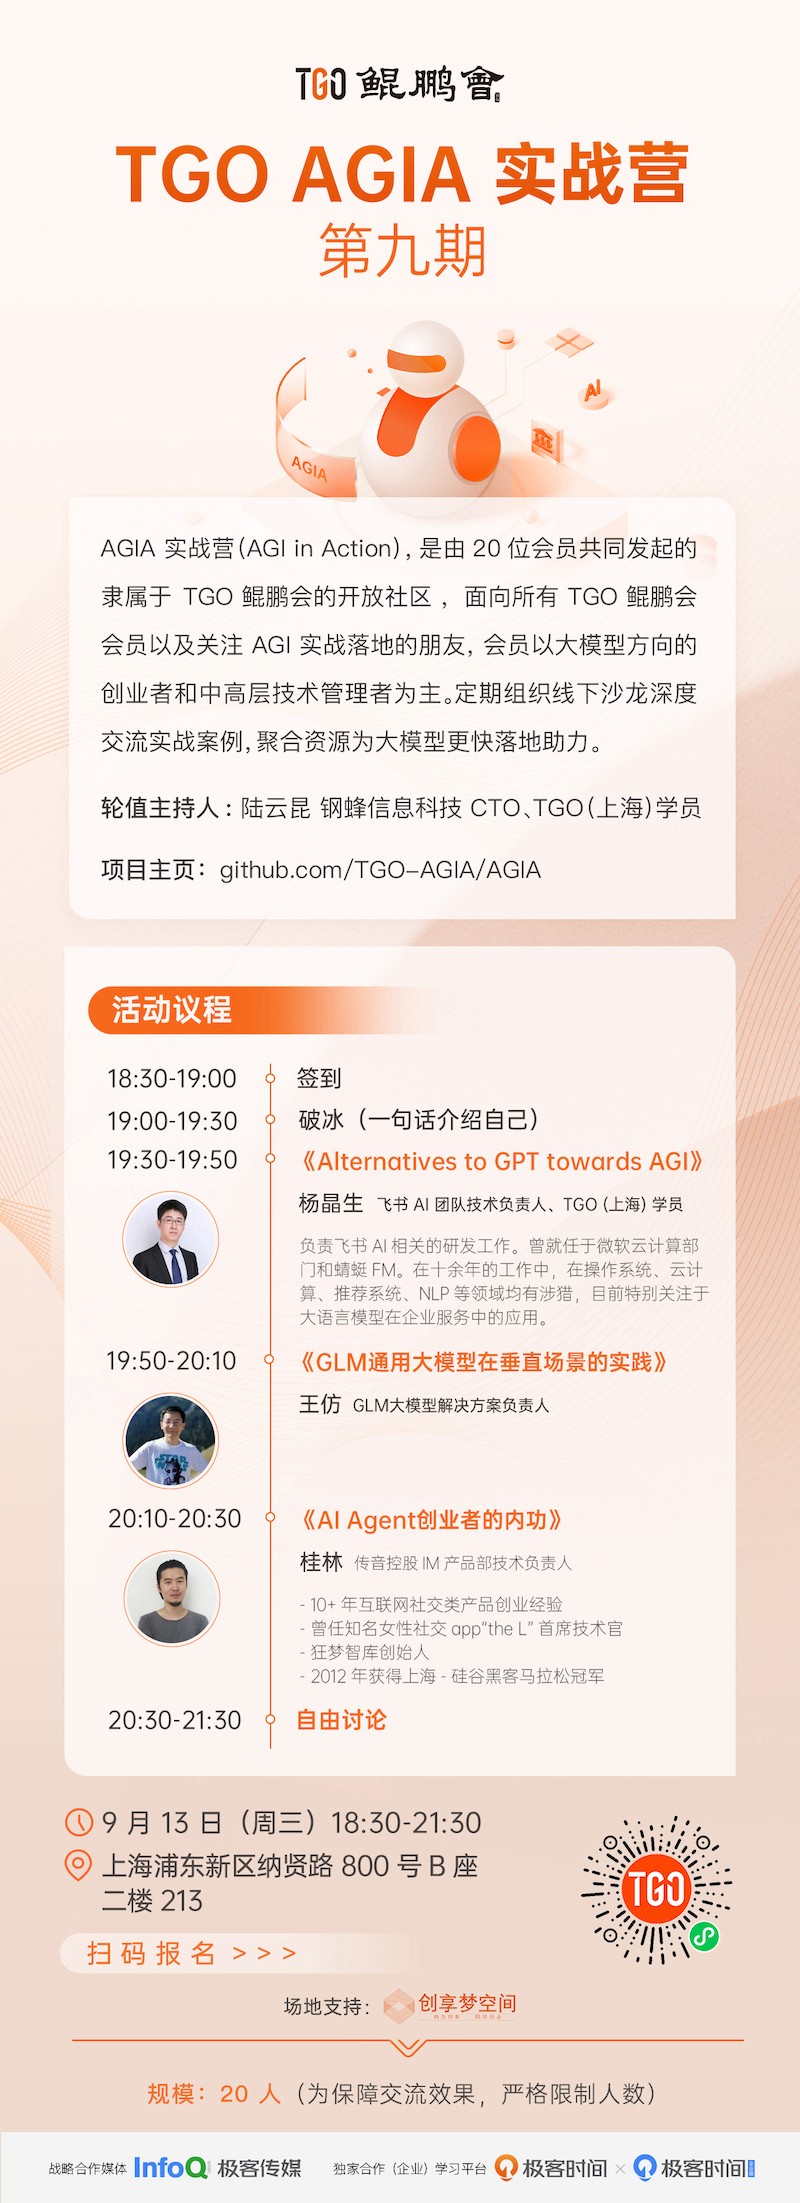 TGO 鲲鹏會
TGO AGIA 实战营
第九期
AI
AGIA
AGIA 实战营(AGI in Action)，是由 20 位会员共同发起的
隶属于 TGO 鲲鹏会的开放社区，面向所有 TGO 鲲鹏会
会员以及关注 AGI 实战落地的朋友，会员以大模型方向的
创业者和中高层技术管理者为主。定期组织线下沙龙深度
交流实战案例，聚合资源为大模型更快落地助力。
轮值主持人：陆云昆 钢蜂信息科技 CTO、TGO（上海）学员
项目主页：github.com/TGO-AGIA/AGIA
活动议程
18:30-19:00 签到
19:00-19:30 破冰（一句话介绍自己）
19:30-19:50 《Alternatives to GPT towards AGI》
杨晶生 飞书 AI 团队技术负责人、TGO (上海) 学员
负责飞书 AI 相关的研发工作。曾就任于微软云计算部
门和蜻蜓 FM。在十余年的工作中，在操作系统、云计
算、推荐系统、NLP 等领域均有涉猎，目前特别关注于
大语言模型在企业服务中的应用。
19:50-20:10 《GLM通用大模型在垂直场景的实践》
王仿 GLM大模型解决方案负责人
20:10-20:30 《AI Agent创业者的内功》
桂林 传音控股 IM 产品部技术负责人
- 10+ 年互联网社交类产品创业经验
- 曾任知名女性社交 app“the L” 首席技术官
- 狂梦智库创始人
- 2012 年获得上海 - 硅谷黑客马拉松冠军
20:30-21:30 自由讨论
9 月 13 日（周三）18:30-21:30
上海浦东新区纳贤路 800 号 B 座
二楼 213
TGO
扫码报名 > > >
场地支持：创享梦空间
规模：20 人（为保障交流效果，严格限制人数）
战略合作媒体 InfoQ 极客传媒 独家合作（企业）学习平台 极客时间 × 极客时间